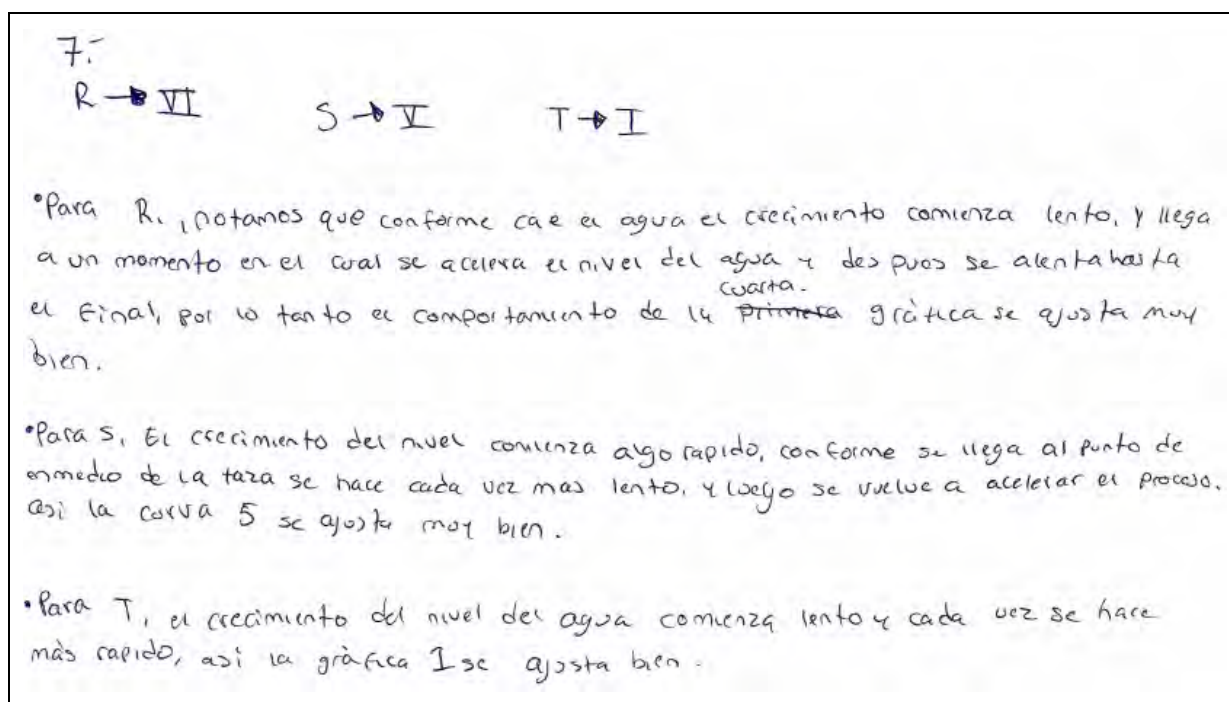 7.-
R → VI S → V T → I
•Para R., notamos que conforme cae el agua el crecimiento comienza lento, y llega
a un momento en el cual se acelera el nivel del agua y despues se alenta hasta
cuarta.
el final, por lo tanto el comportamiento de la primera gràfica se ajusta muy
bien.
•Para S, El crecimiento del nivel comienza algo rapido, conforme se llega al punto de
enmedio de la taza se hace cada vez mas lento, y luego se vuelve a acelerar el proceso.
asi la curva 5 se ajusta muy bien.
•Para T, el crecimiento del nivel del agua comienza lento y cada vez se hace
màs rapido, asi la gràfica I se ajusta bien.